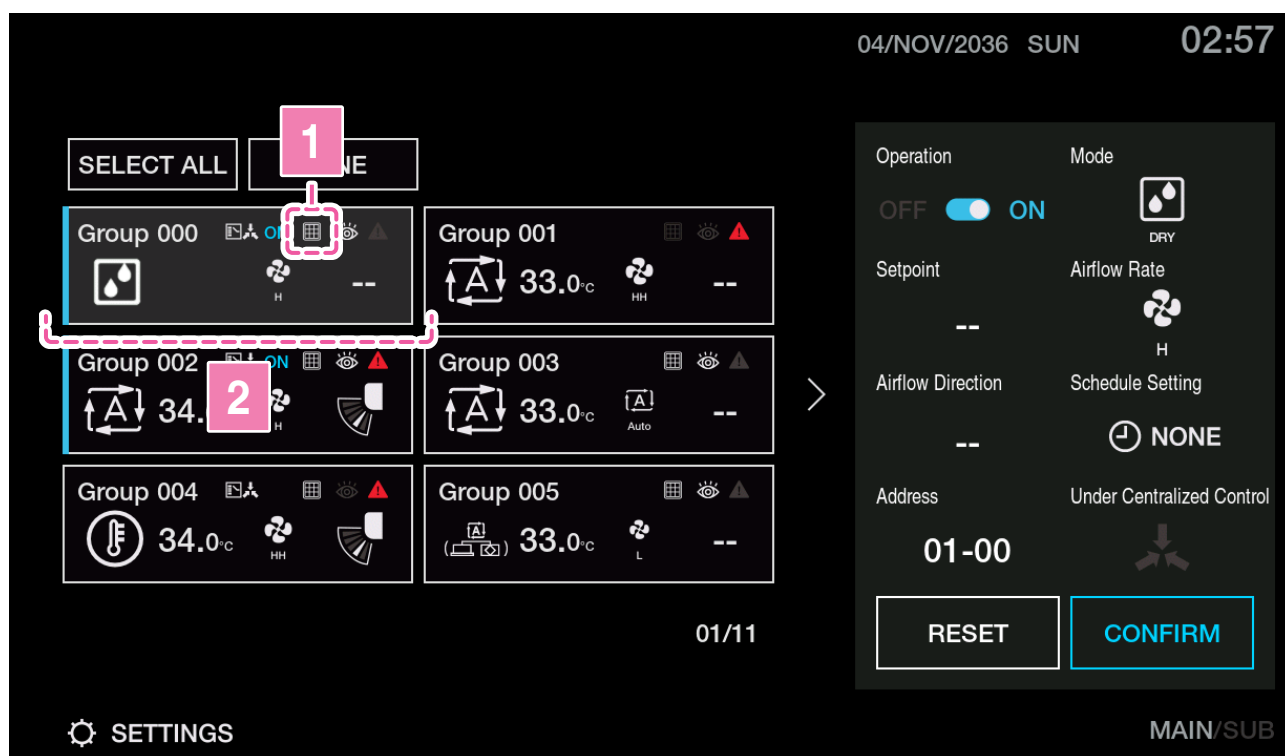 04/NOV/2036 SUN 02:57
1
SELECT ALL
Operation Mode
OFF ON
DRY
Group 000
H
--
Group 001
A 33.0°C
HH
--
Setpoint Airflow Rate
--
H
2
Group 002 ON
A 34.
H
Group 003
A 33.0°C
A
Auto
--
Airflow Direction Schedule Setting
-- NONE
Group 004
34.0°C
HH
Group 005
A
33.0°C
L
--
Address Under Centralized Control
01-00
RESET CONFIRM
01/11
SETTINGS
MAIN/SUB